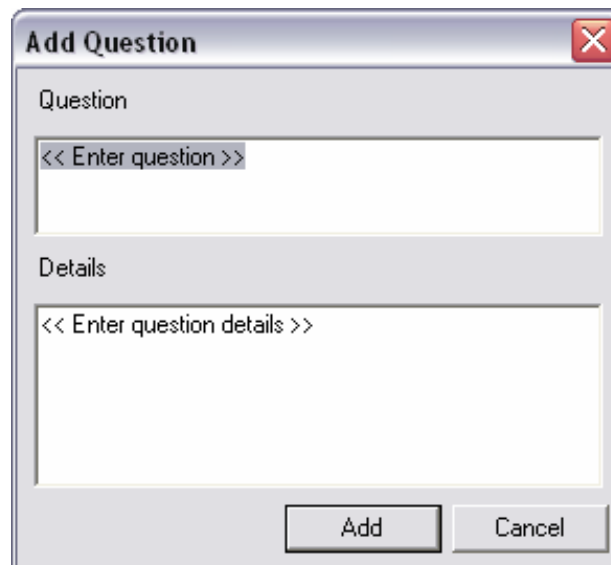 Add Question
Question
<< Enter question >>
Details
<< Enter question details >>
Add
Cancel